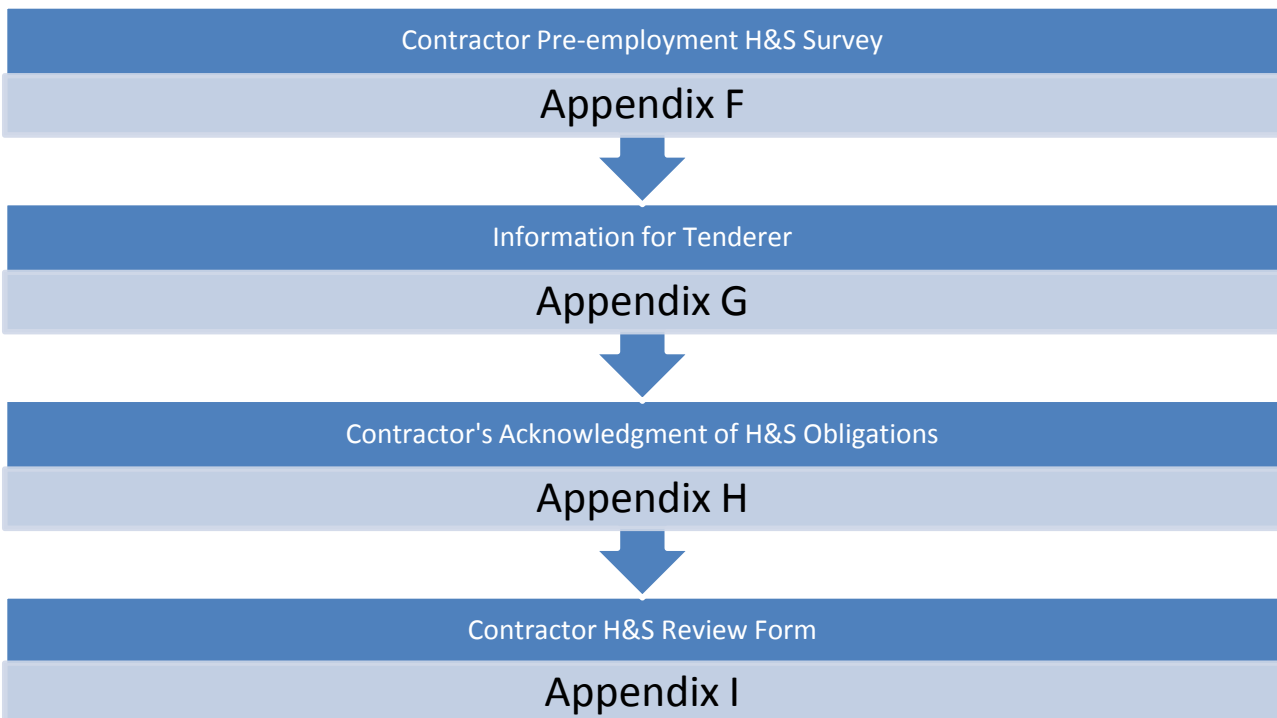 Contractor Pre-employment H&S Survey
Appendix F
Information for Tenderer
Appendix G
Contractor's Acknowledgment of H&S Obligations
Appendix H
Contractor H&S Review Form
Appendix I